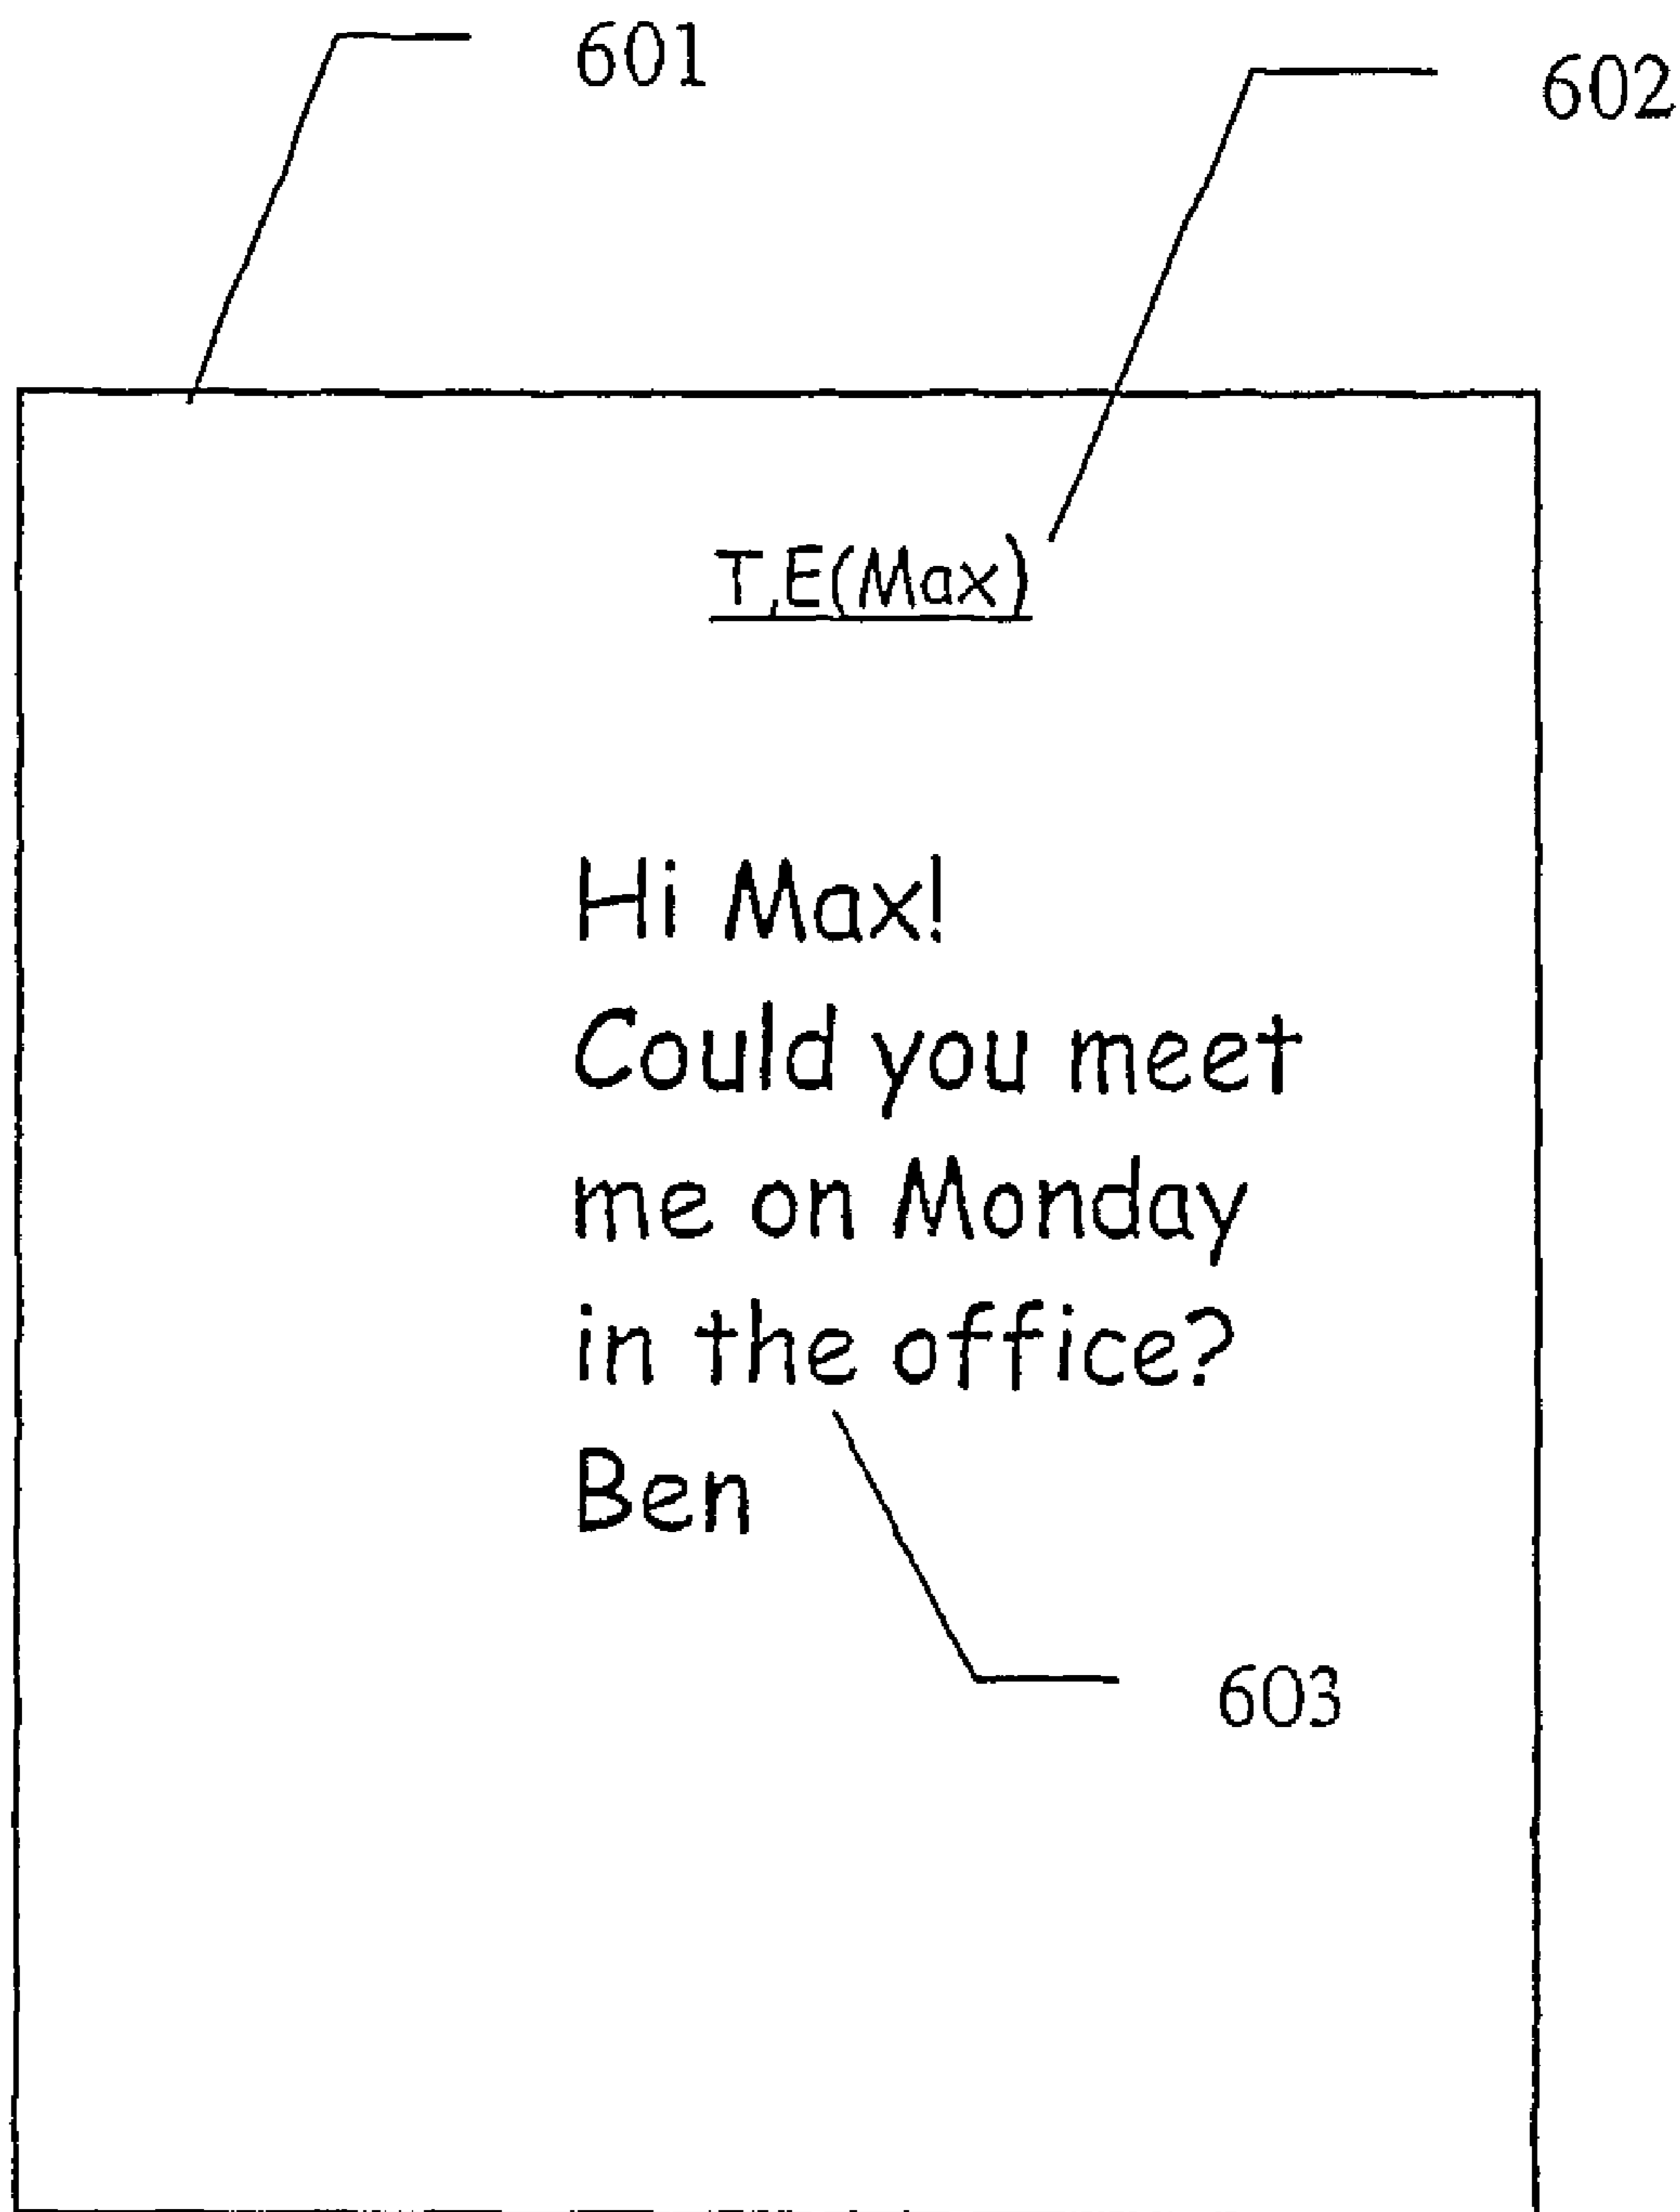 601
602
T,E(Max)
Hi Max!
Could you meet
me on Monday
in the office?
Ben
603